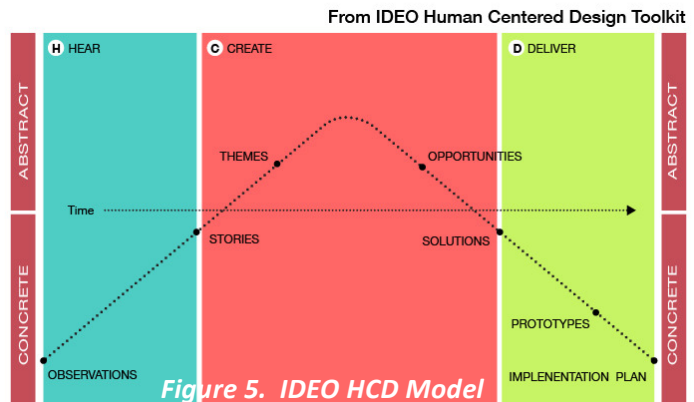 From IDEO Human Centered Design Toolkit
H HEAR
C CREATE
D DELIVER
ABSTRACT
ABSTRACT
THEMES
OPPORTUNITIES
Time
STORIES
SOLUTIONS
CONCRETE
CONCRETE
PROTOTYPES
OBSERVATIONS
IMPLENENTATION PLAN
Figure 5. IDEO HCD Model